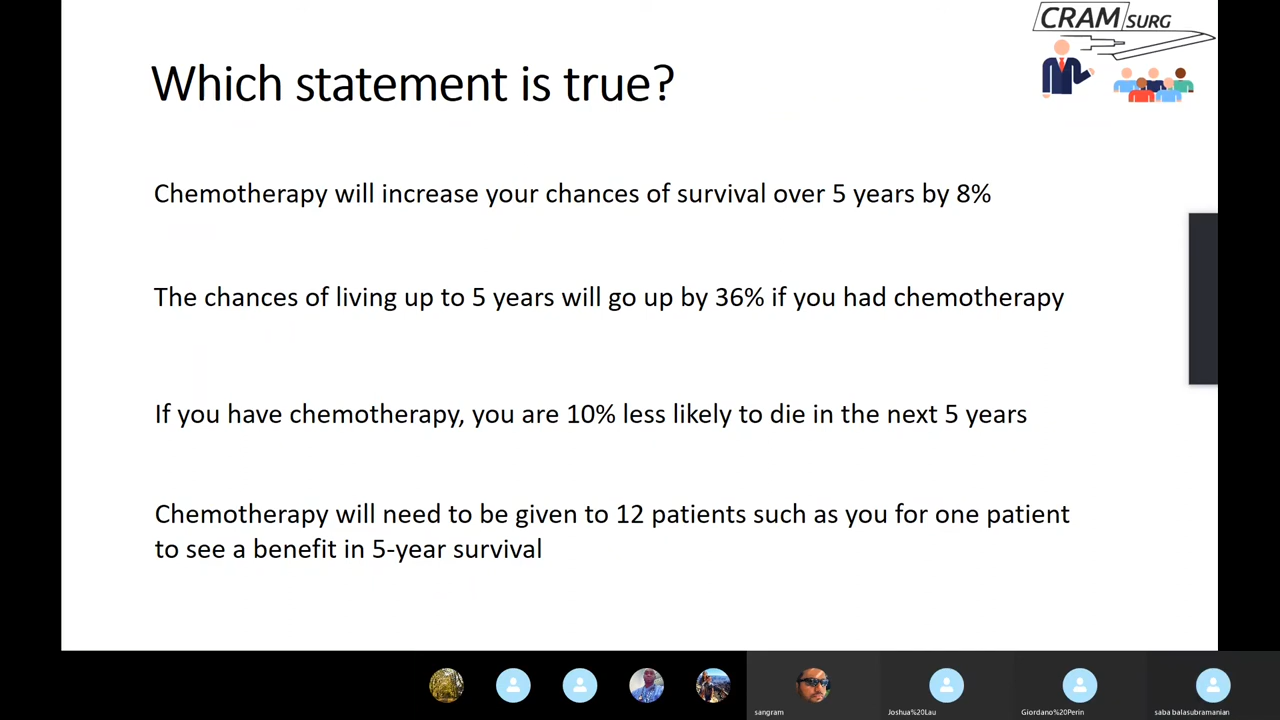 CRAM SURG
Which statement is true?
Chemotherapy will increase your chances of survival over 5 years by 8%
The chances of living up to 5 years will go up by 36% if you had chemotherapy
If you have chemotherapy, you are 10% less likely to die in the next 5 years
Chemotherapy will need to be given to 12 patients such as you for one patient
to see a benefit in 5-year survival
sangram
Joshua%20Lau
Giordano%20Perin
saba balasubramanian